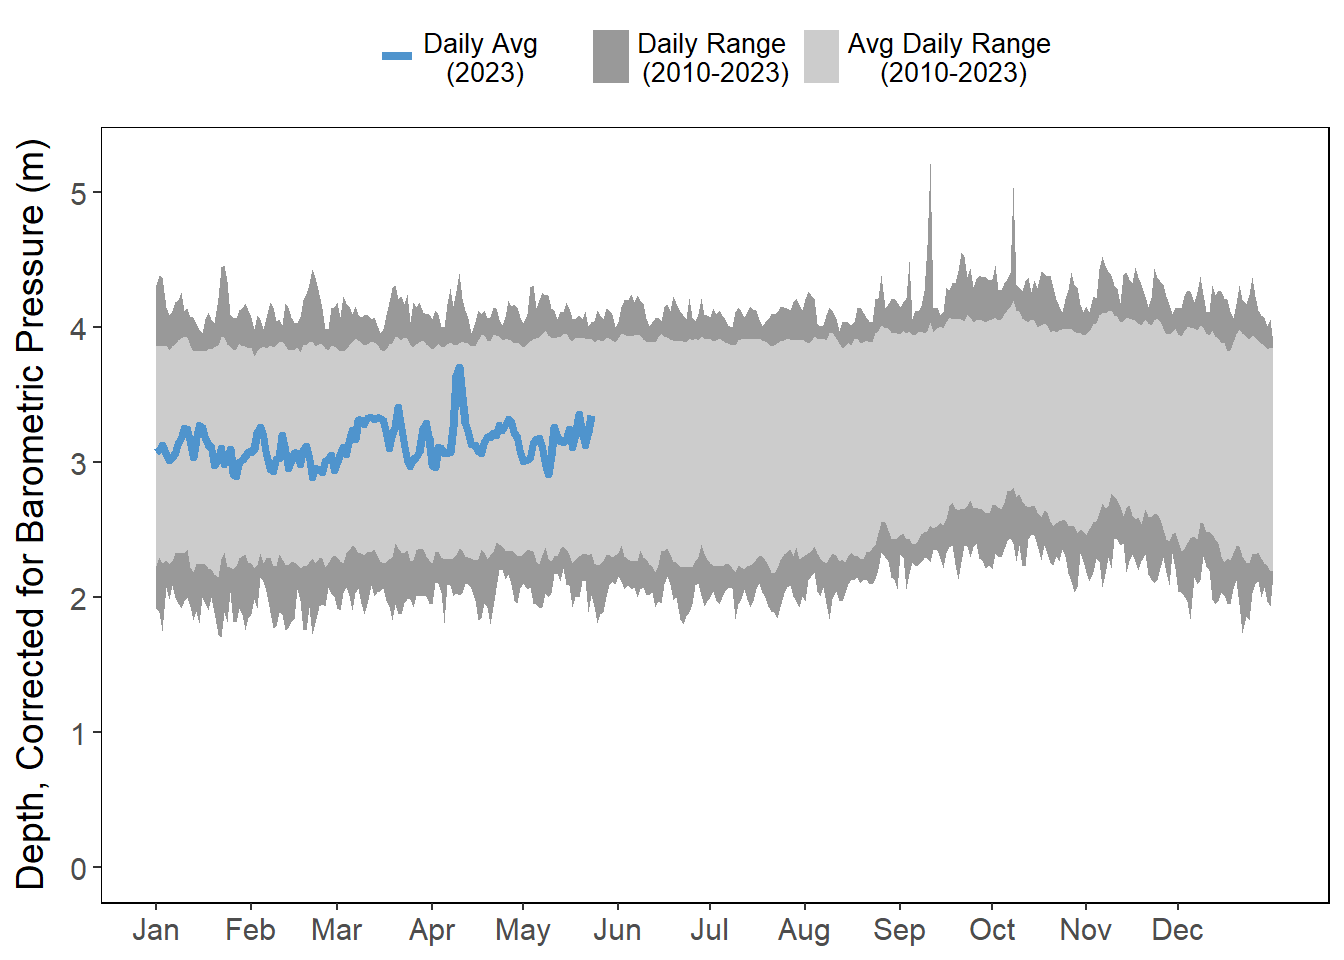 Daily Avg
(2023)
Daily Range
(2010-2023)
Avg Daily Range
(2010-2023)
Depth, Corrected for Barometric Pressure (m)
5
4
3
2
1
0
Jan Feb Mar Apr May Jun Jul Aug Sep Oct Nov Dec